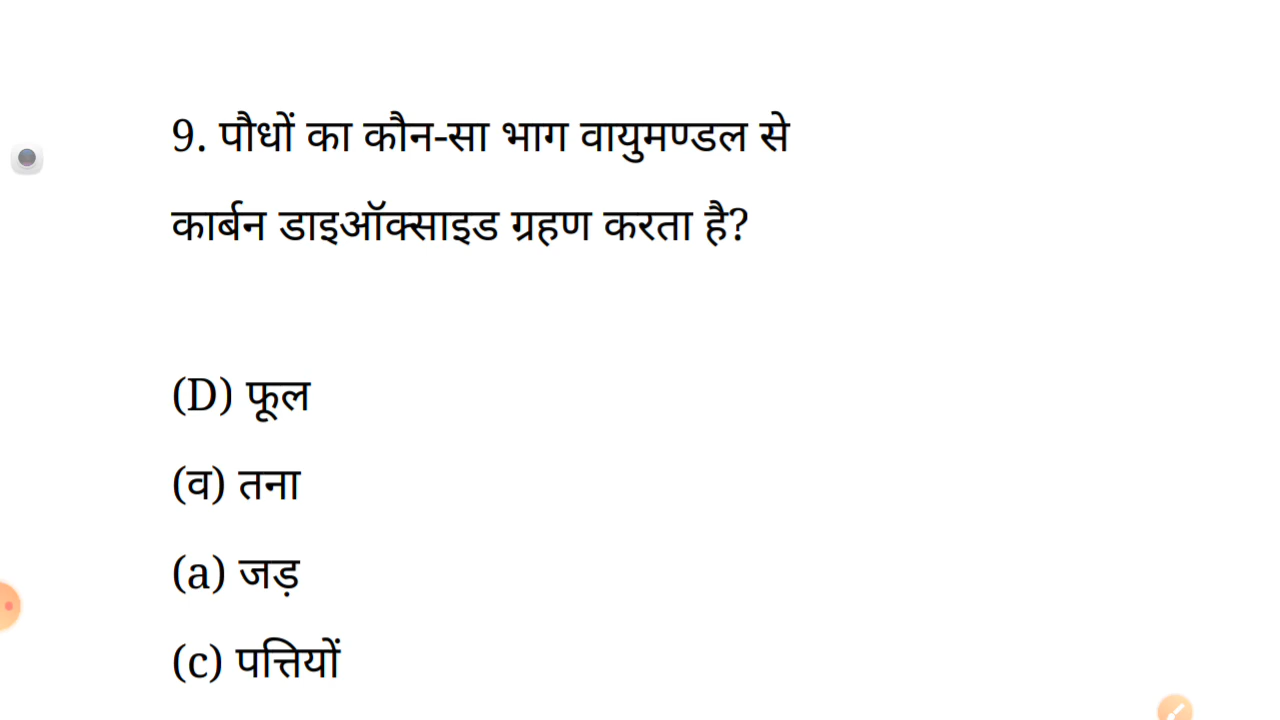 9. पौधों का कौन-सा भाग वायुमण्डल से
कार्बन डाइऑक्साइड ग्रहण करता है?
(D) फूल
(व) तना
(a) जड़
(c) पत्तियों